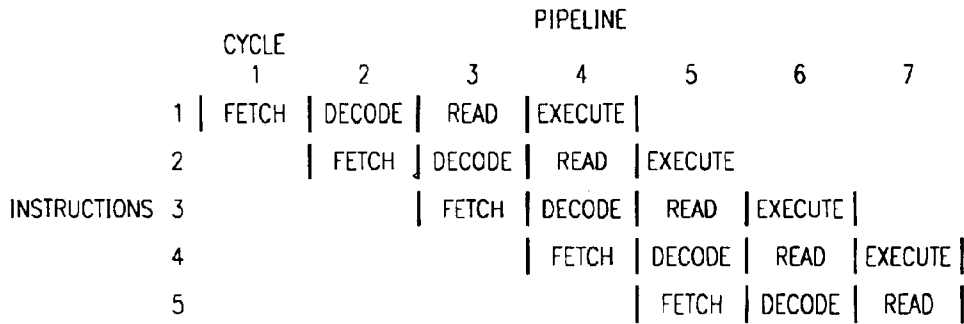 PIPELINE
CYCLE
1 2 3 4 5 6 7
1 FETCH DECODE READ EXECUTE
2 FETCH DECODE READ EXECUTE
INSTRUCTIONS 3 FETCH DECODE READ EXECUTE
4 FETCH DECODE READ EXECUTE
5 FETCH DECODE READ